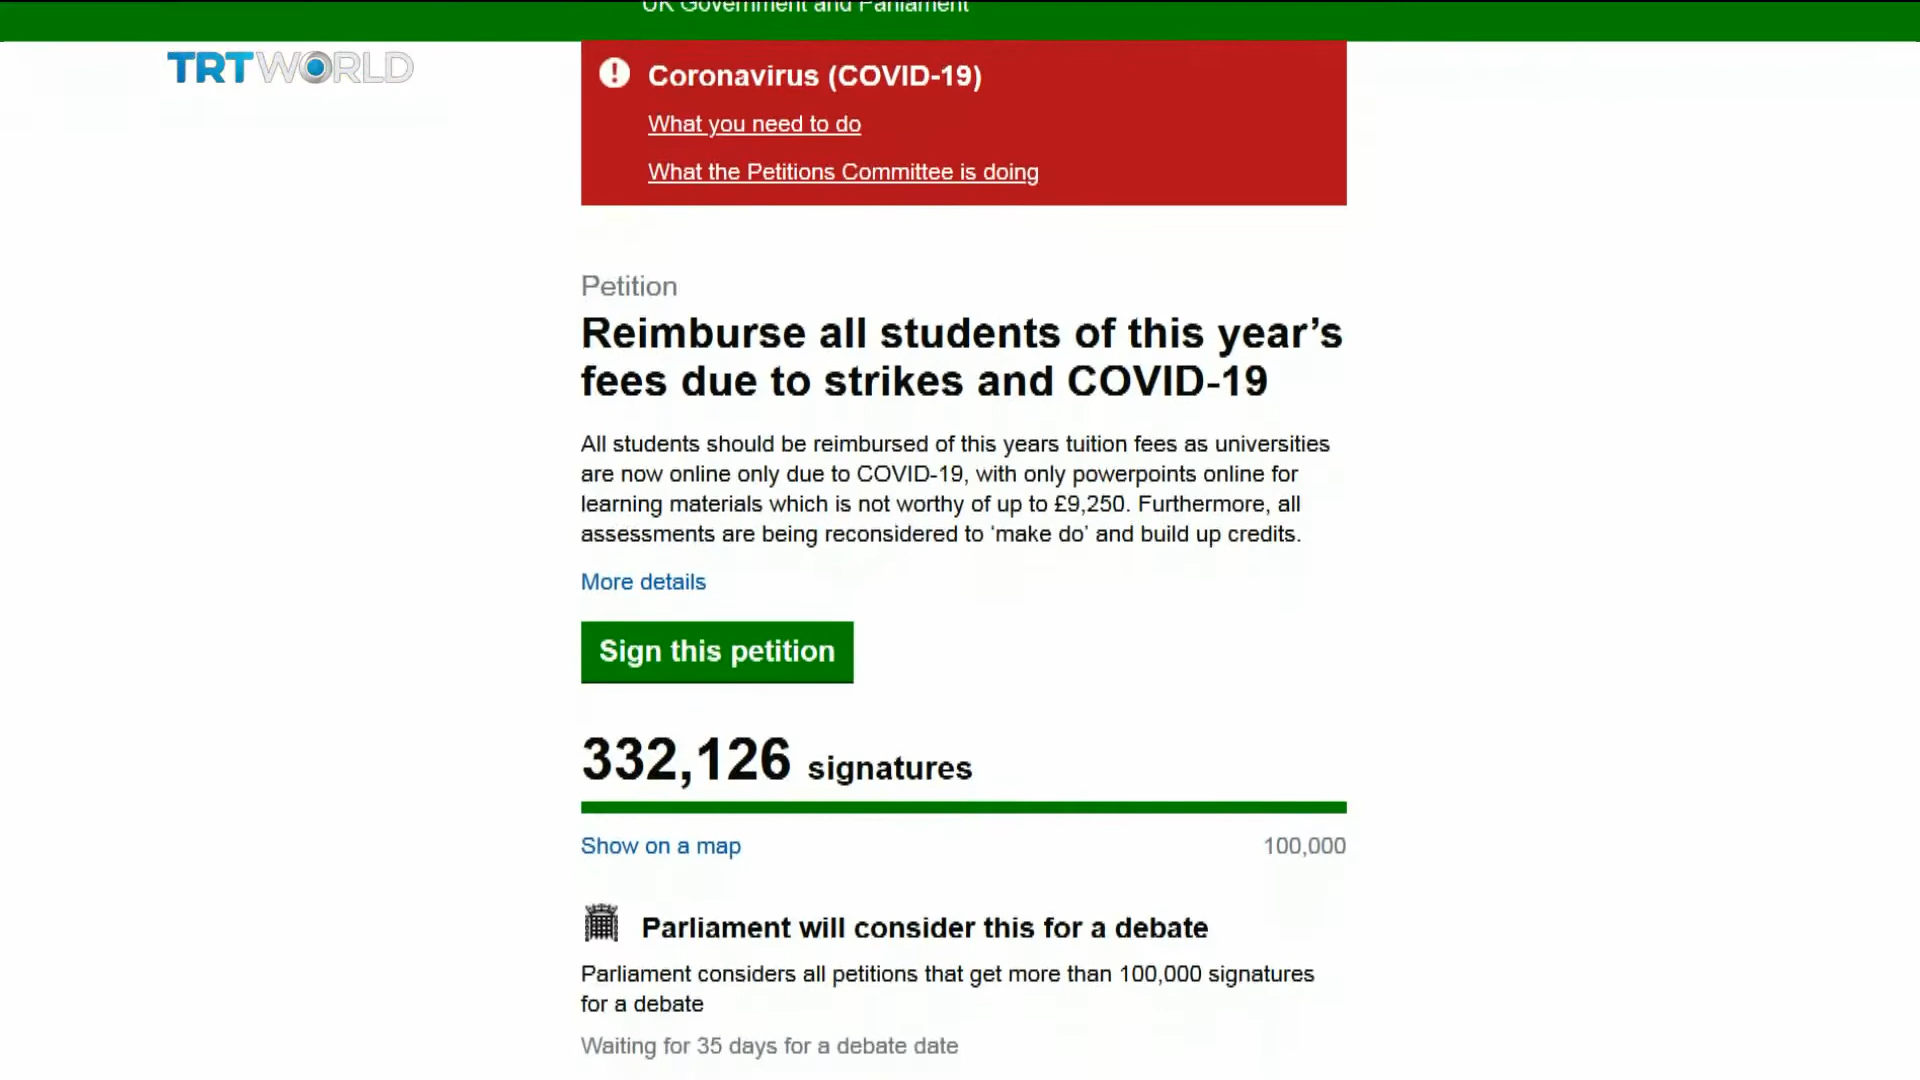 UK Government and Parliament
TRT WORLD
Coronavirus (COVID-19)
What you need to do
What the Petitions Committee is doing
Petition
Reimburse all students of this year’s
fees due to strikes and COVID-19
All students should be reimbursed of this years tuition fees as universities
are now online only due to COVID-19, with only powerpoints online for
learning materials which is not worthy of up to £9,250. Furthermore, all
assessments are being reconsidered to ‘make do’ and build up credits.
More details
Sign this petition
332,126 signatures
Show on a map 100,000
Parliament will consider this for a debate
Parliament considers all petitions that get more than 100,000 signatures
for a debate
Waiting for 35 days for a debate date